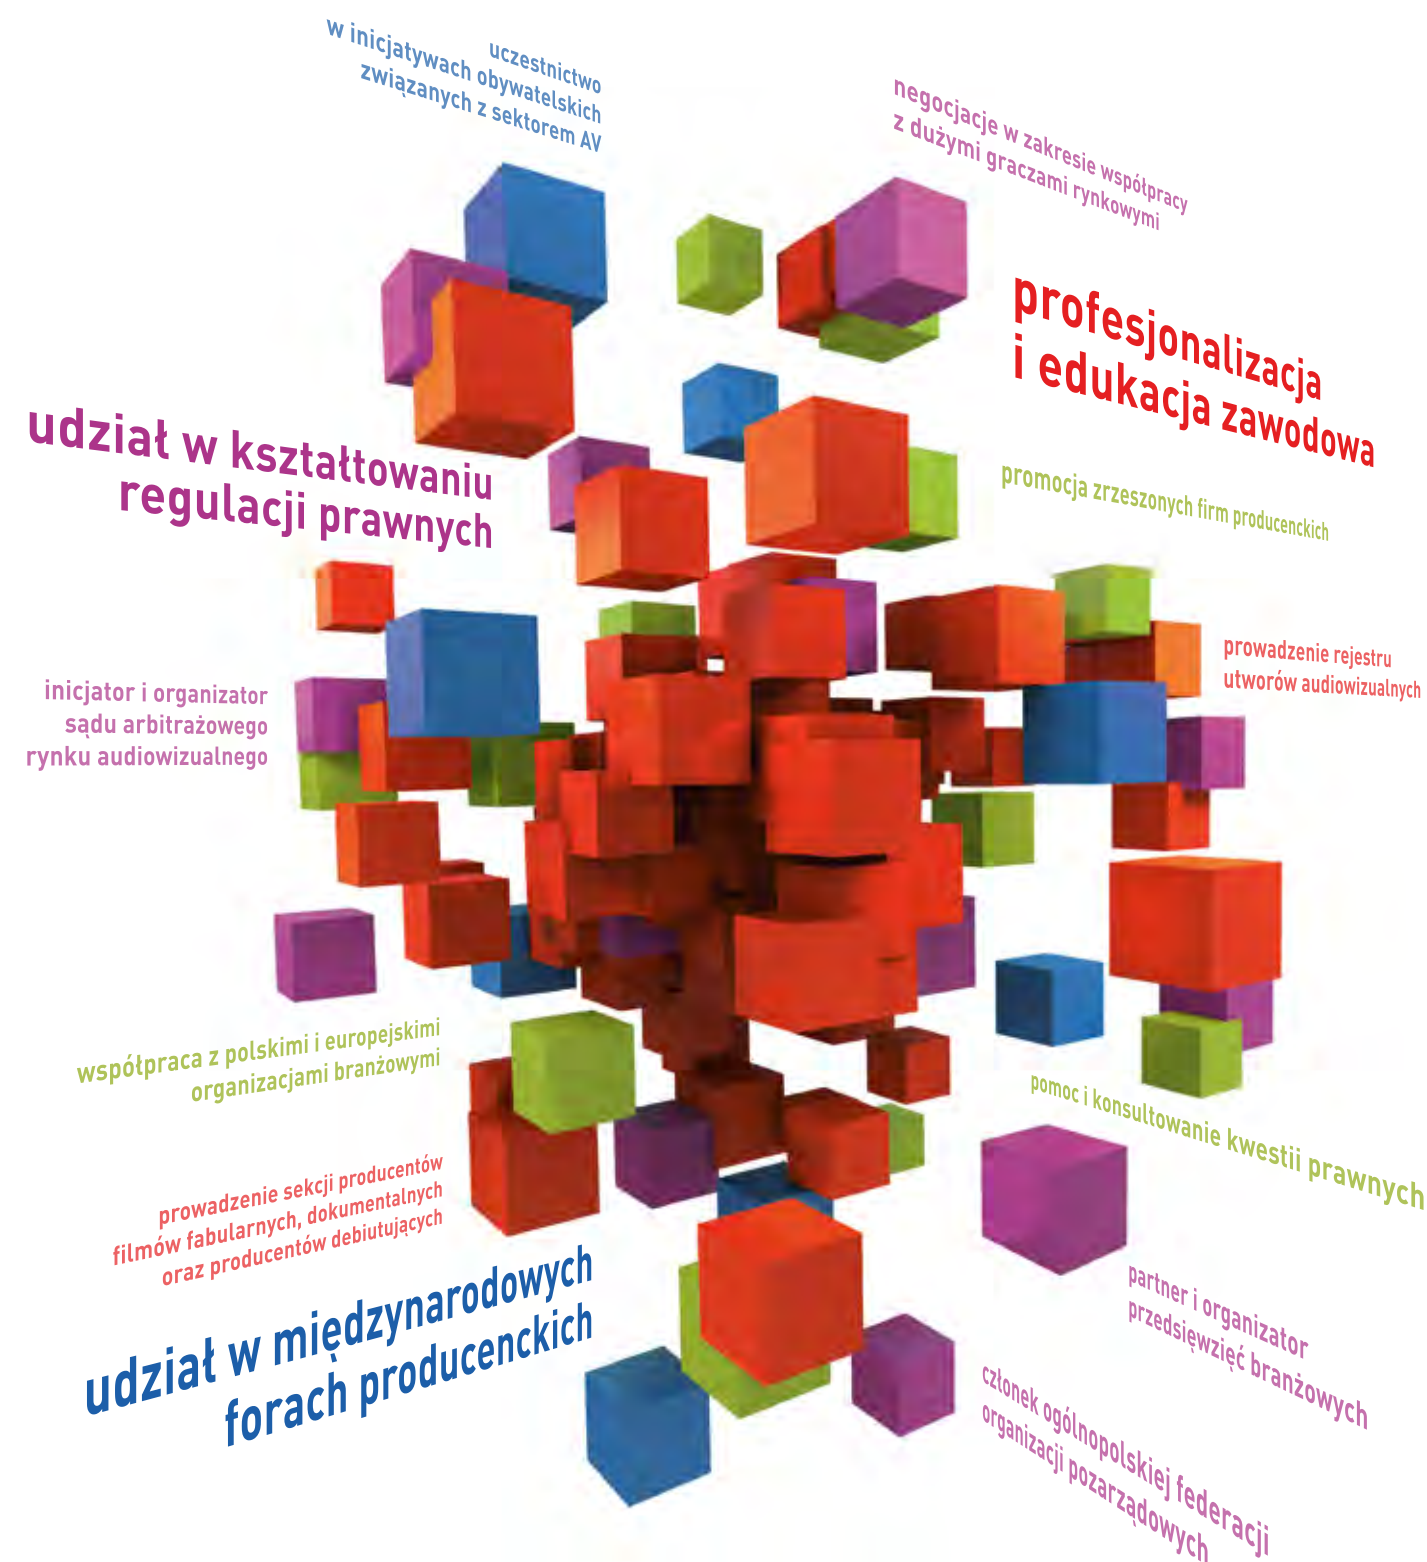 uczestnictwo
w inicjatywach obywatelskich
związanych z sektorem AV
negocjacje w zakresie współpracy
z dużymi graczami rynkowymi
profesjonalizacja
i edukacja zawodowa
udział w kształtowaniu
regulacji prawnych
promocja zrzeszonych firm producenckich
prowadzenie rejestru
utworów audiowizualnych
inicjator i organizator
sądu arbitrażowego
rynku audiowizualnego
współpraca z polskimi i europejskimi
organizacjami branżowymi
pomoc i konsultowanie kwestii prawnych
prowadzenie sekcji producentów
filmów fabularnych, dokumentalnych
oraz producentów debiutujących
udział w międzynarodowych
forach producenckich
partner i organizator
przedsięwzięć branżowych
członek ogólnopolskiej federacji
organizacji pozarządowych